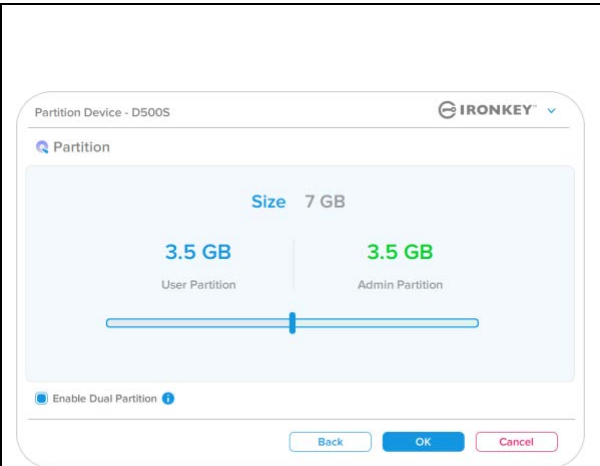 Partition Device - D500S
IRONKEY™
Partition
Size 7 GB
3.5 GB 3.5 GB
User Partition Admin Partition
Enable Dual Partition i
Back OK Cancel